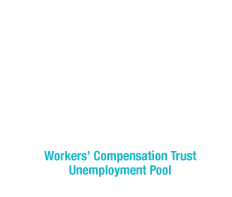 Workers' Compensation Trust
Unemployment Pool